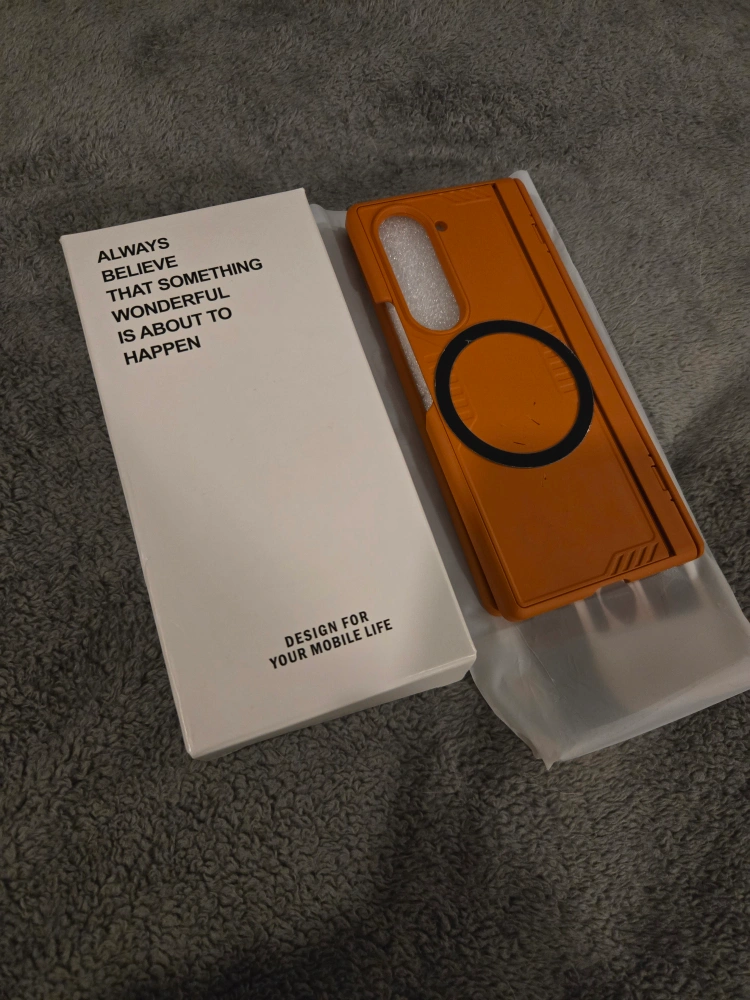 ALWAYS
BELIEVE
THAT SOMETHING
WONDERFUL
IS ABOUT TO
HAPPEN
DESIGN FOR
YOUR MOBILE LIFE